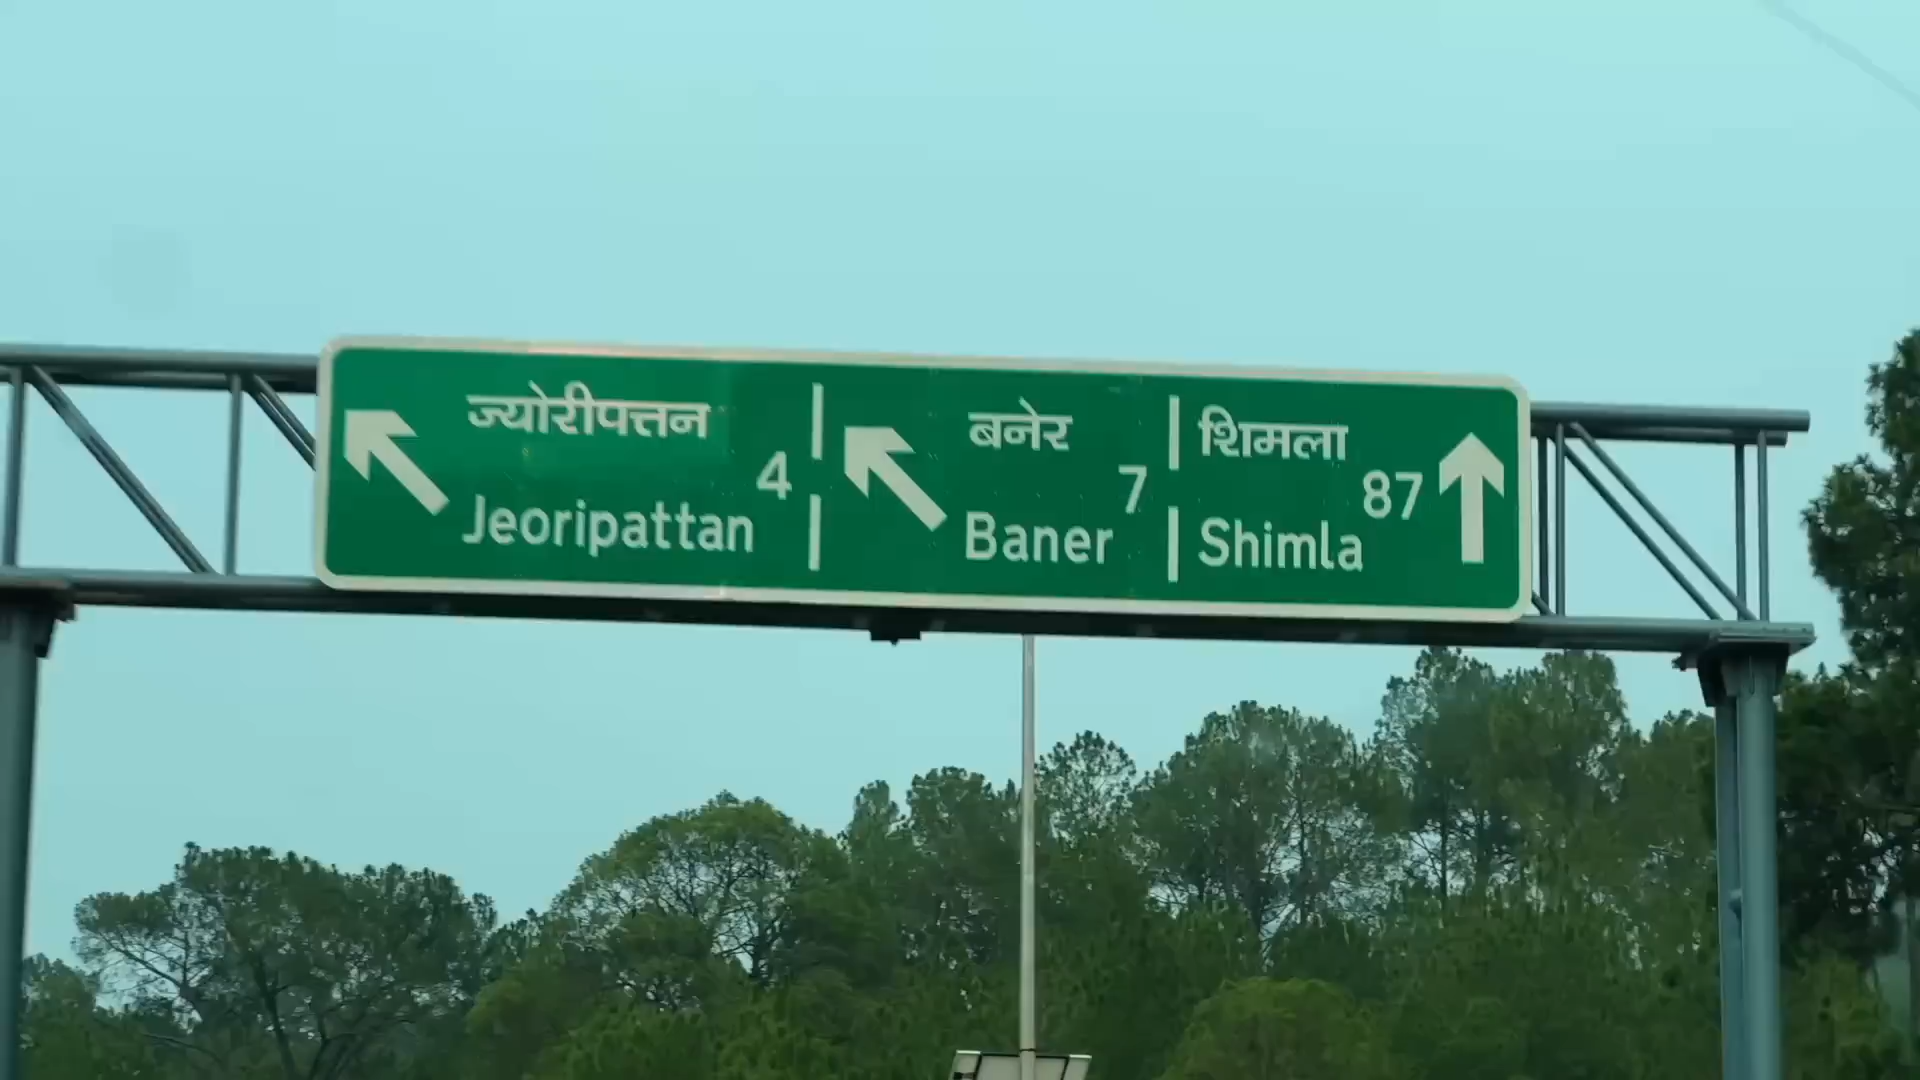 ज्योरीपत्तन
Jeoripattan 4
बनेर
Baner 7
शिमला
Shimla 87